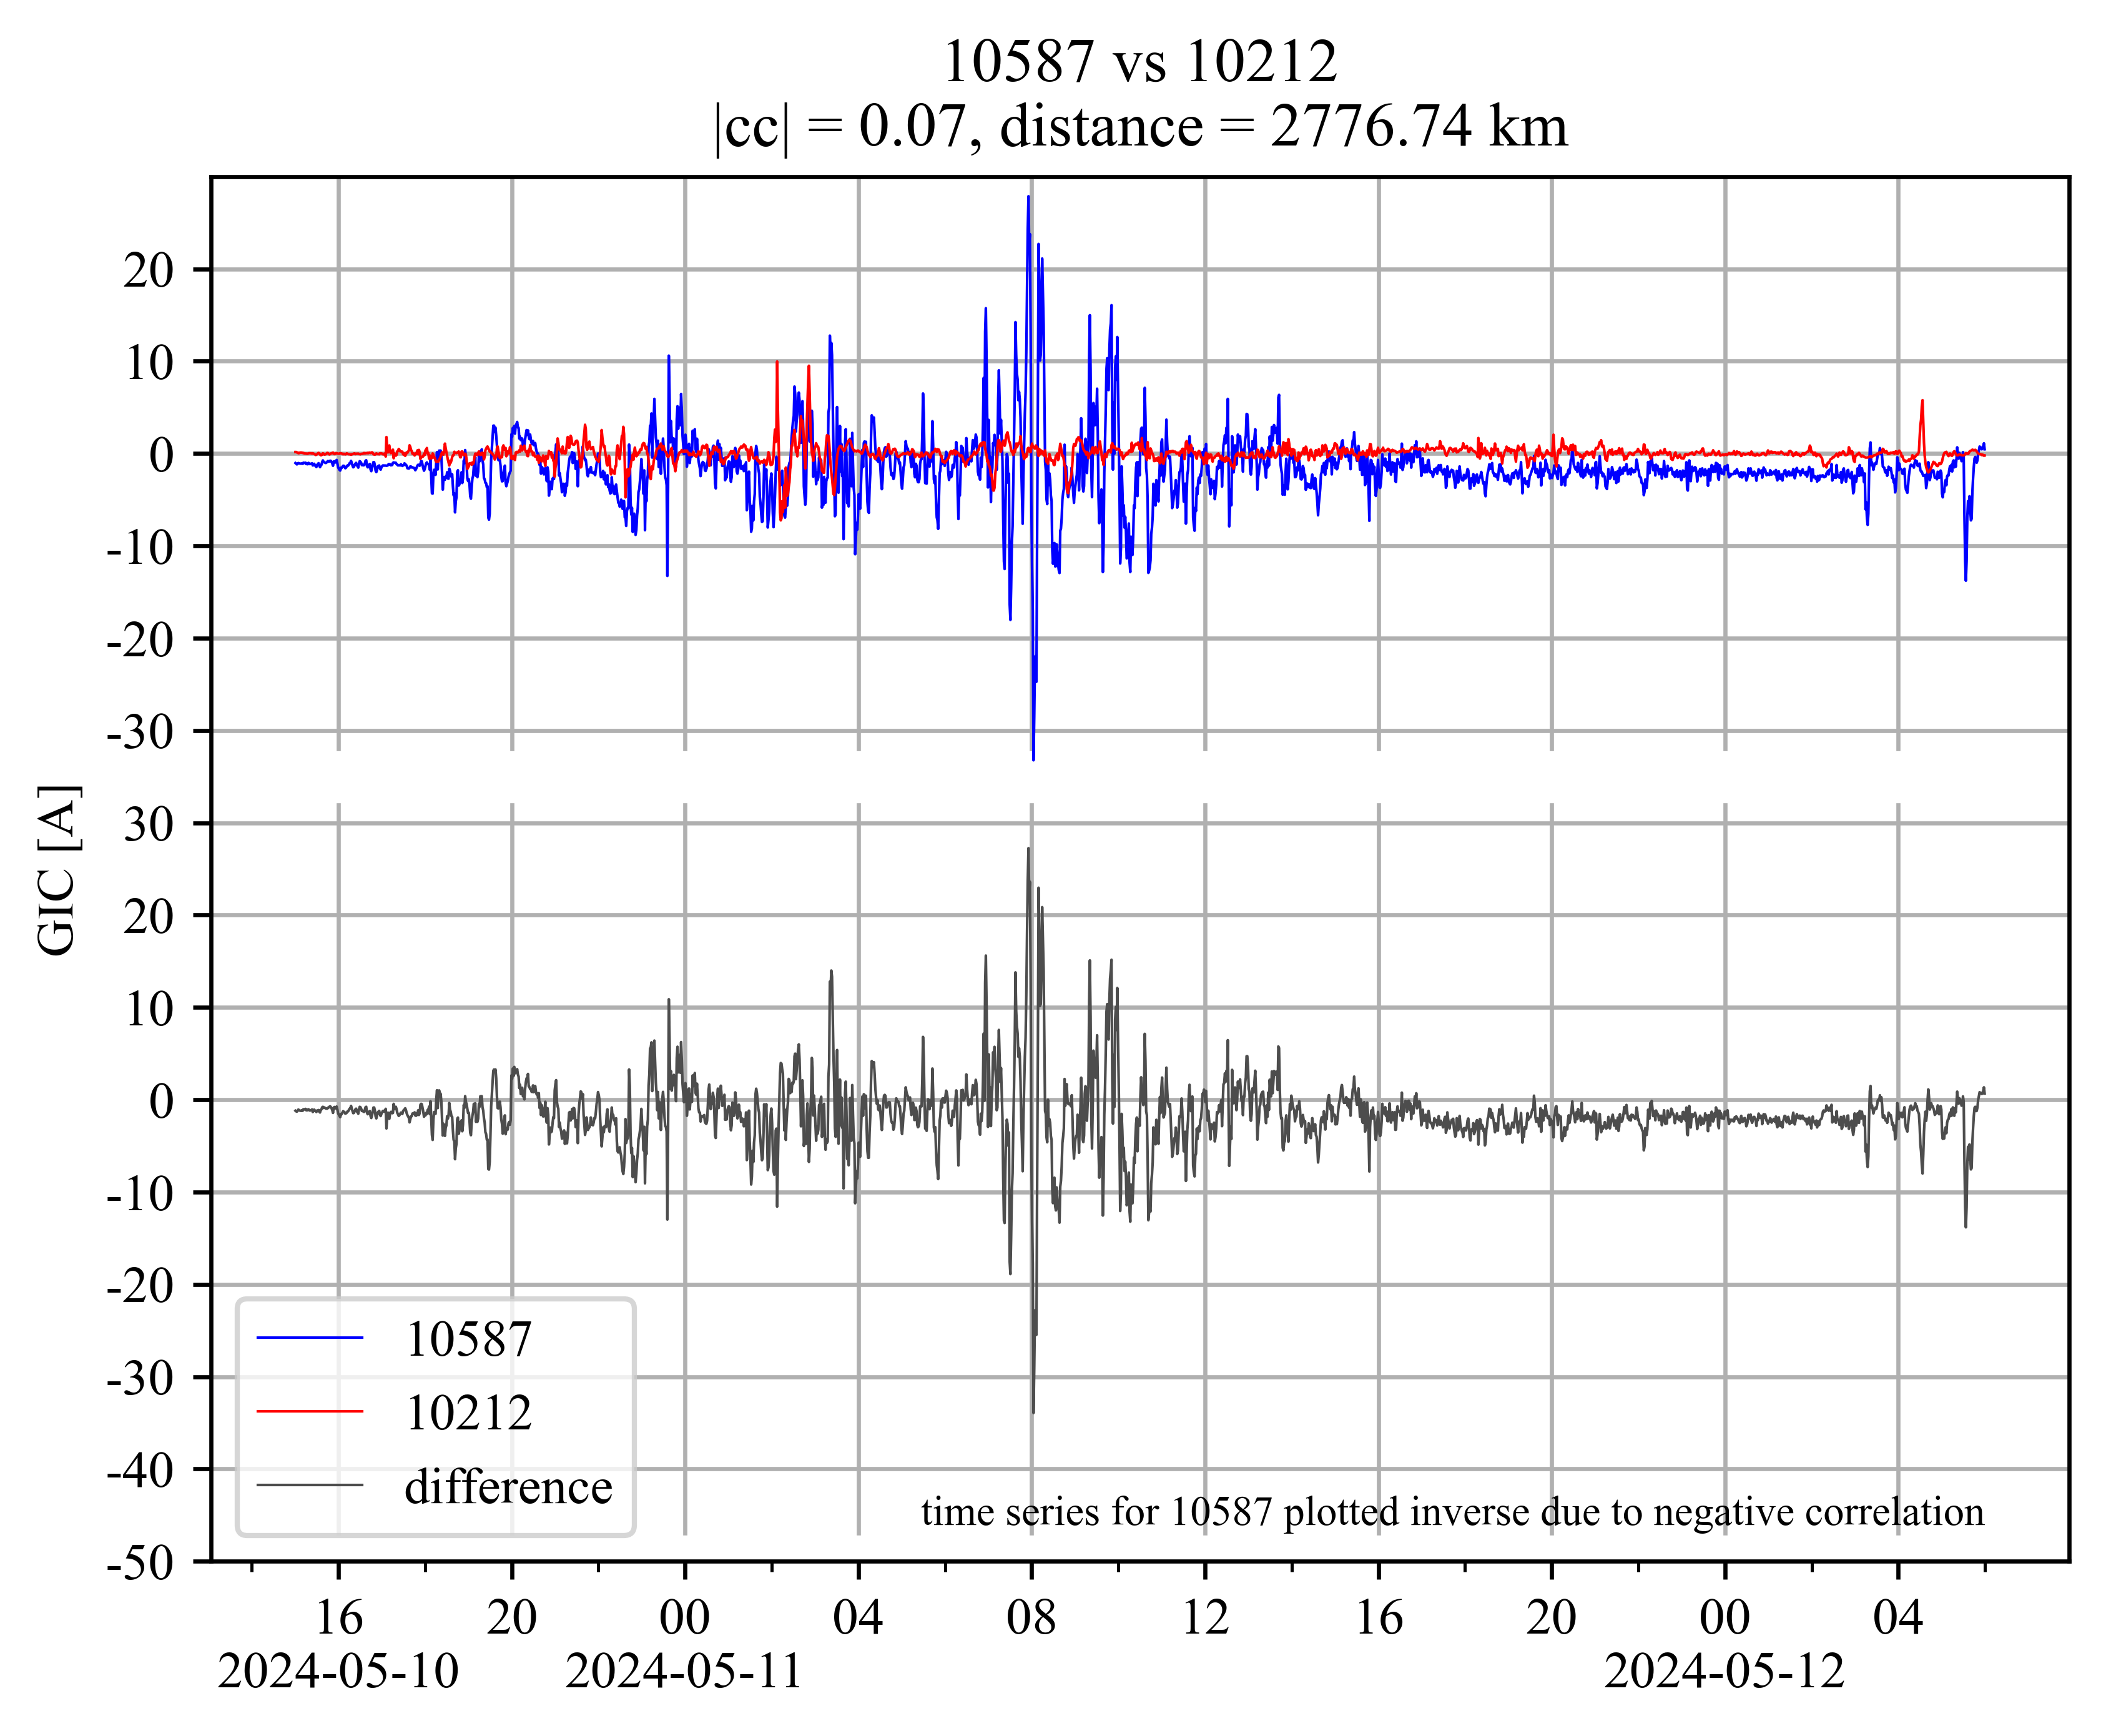 10587 vs 10212
|cc| = 0.07, distance = 2776.74 km
20
10
0
-10
-20
-30
30
20
10
0
-10
-20
-30
-40
-50
GIC [A]
10587
10212
difference
time series for 10587 plotted inverse due to negative correlation
16 20 00 04 08 12 16 20 00 04
2024-05-10 2024-05-11 2024-05-12